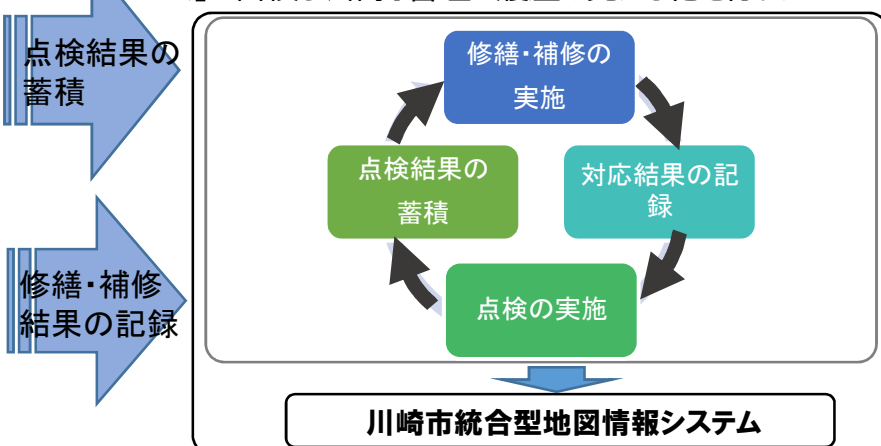 点検結果の
蓄積
修繕・補修の
実施
点検結果の
蓄積
対応結果の記
録
点検の実施
修繕・補修
結果の記録
川崎市統合型地図情報システム